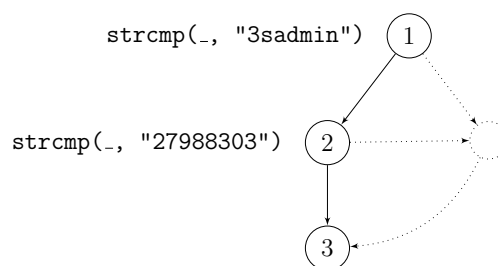 strcmp(_, "3sadmin") 1
strcmp(_, "27988303") 2
3